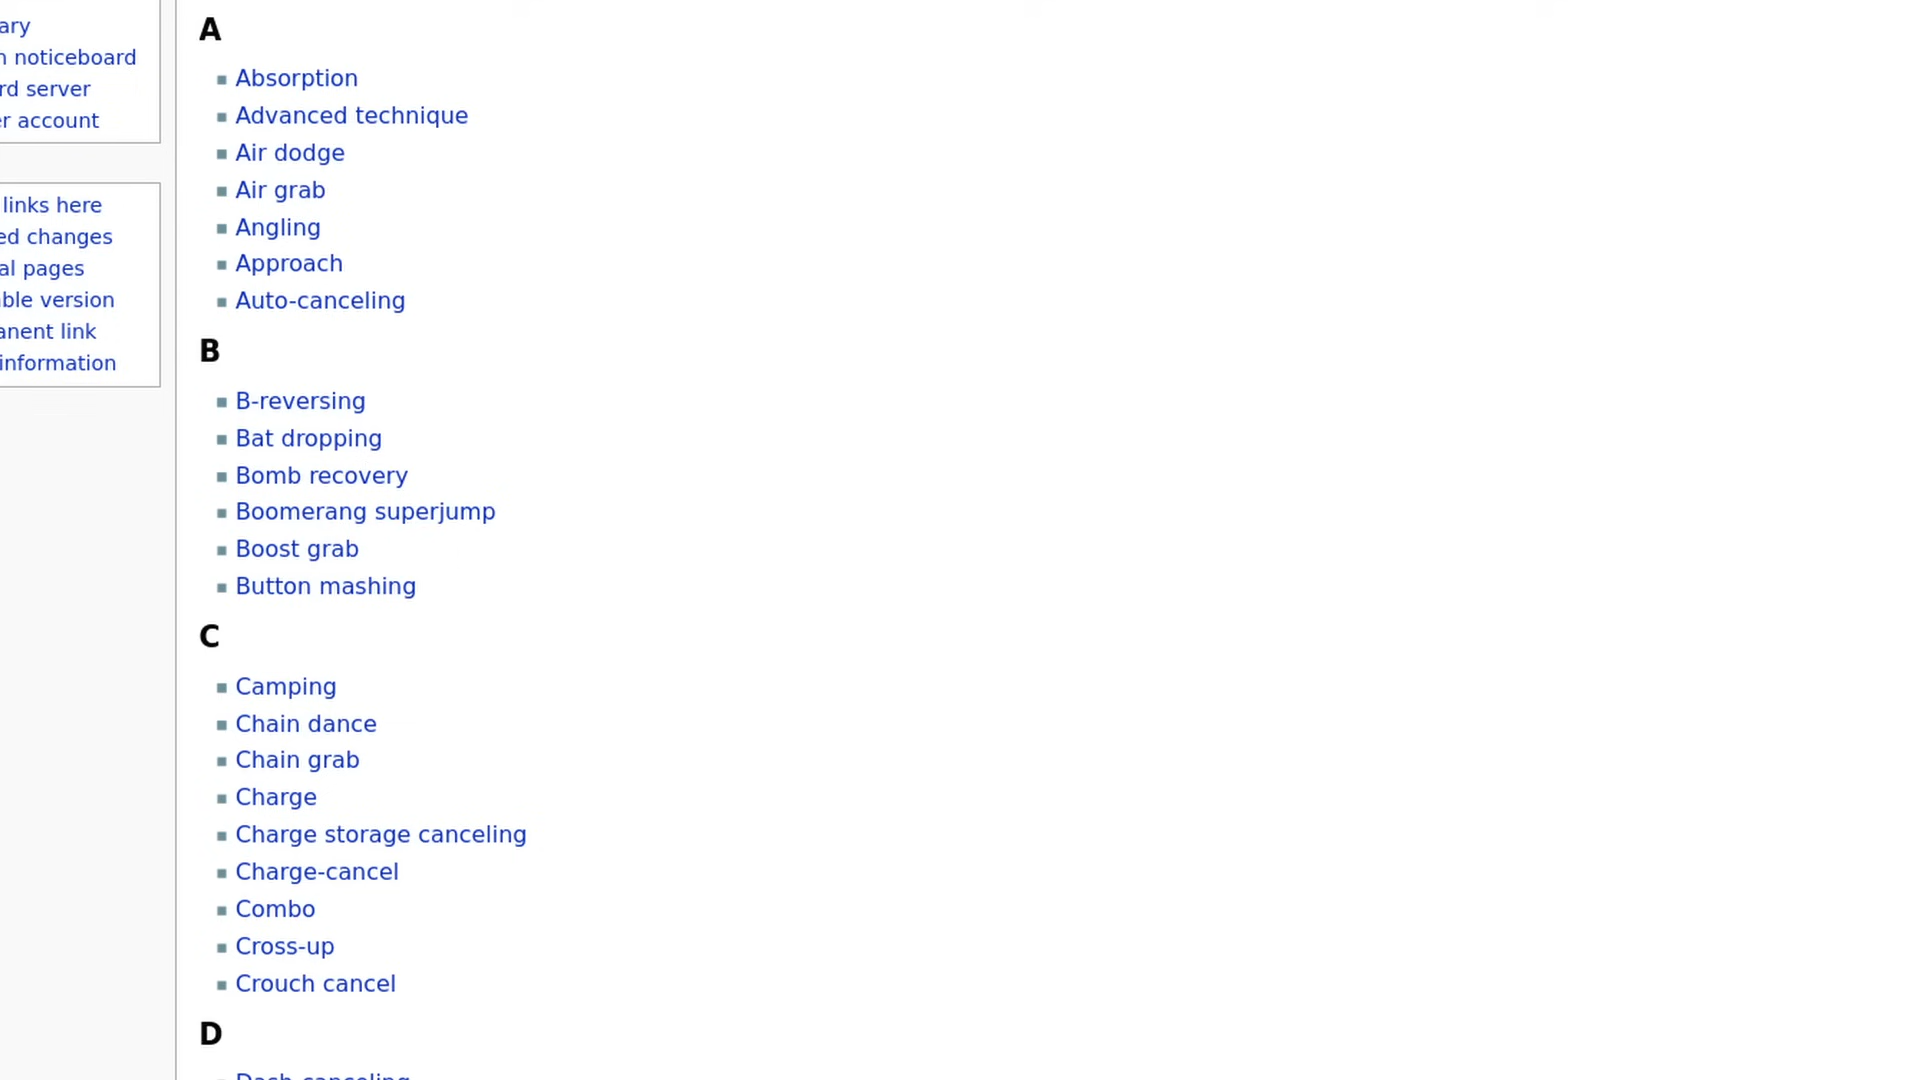 ary
noticeboard
rd server
er account
links here
ed changes
al pages
able version
anent link
information
A
Absorption
Advanced technique
Air dodge
Air grab
Angling
Approach
Auto-canceling
B
B-reversing
Bat dropping
Bomb recovery
Boomerang superjump
Boost grab
Button mashing
C
Camping
Chain dance
Chain grab
Charge
Charge storage canceling
Charge-cancel
Combo
Cross-up
Crouch cancel
D
Dash-canceling